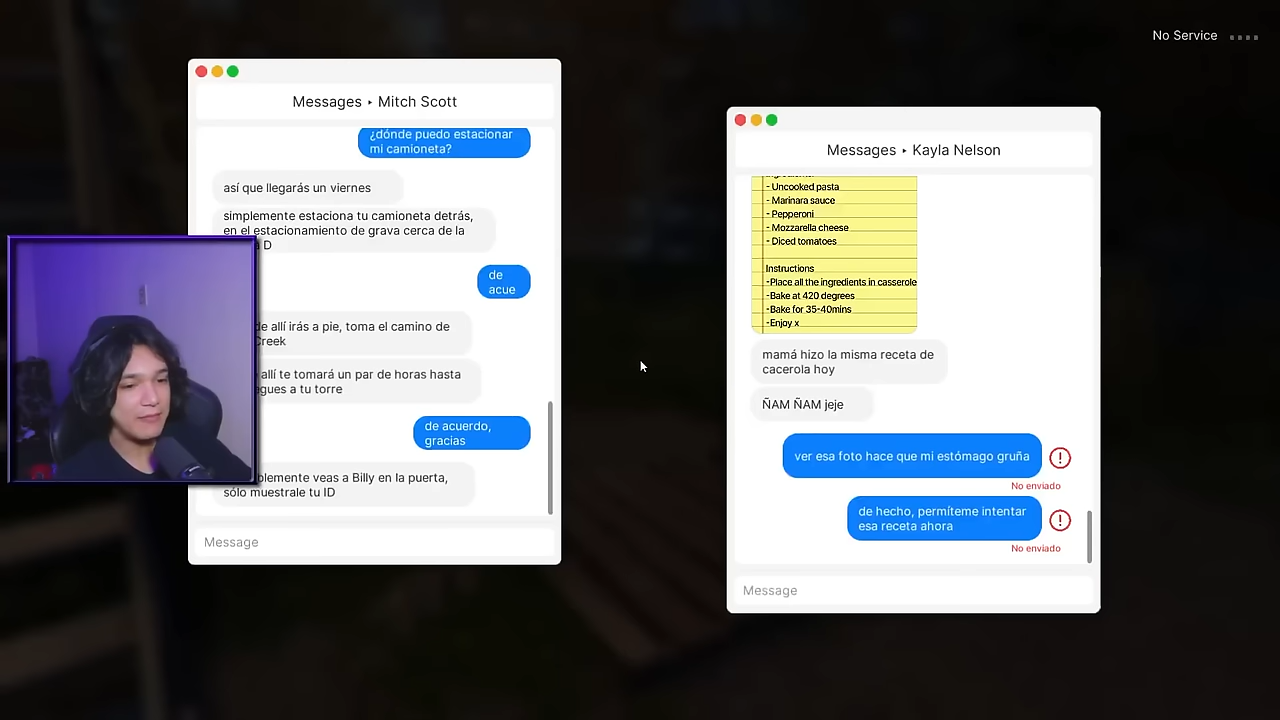 No Service
Messages ▸ Mitch Scott
¿dónde puedo estacionar
mi camioneta?
así que llegarás un viernes
simplemente estaciona tu camioneta detrás,
en el estacionamiento de grava cerca de la
D
de
acue
de allí irás a pie, toma el camino de
Creek
allí te tomará un par de horas hasta
a tu torre
de acuerdo,
gracias
veas a Billy en la puerta,
sólo muestrale tu ID
Message
Messages ▸ Kayla Nelson
- Uncooked pasta
- Marinara sauce
- Pepperoni
- Mozzarella cheese
- Diced tomatoes
Instructions
-Place all the ingredients in casserole
-Bake at 420 degrees
-Bake for 35-40mins
-Enjoy x
mamá hizo la misma receta de
cacerola hoy
ÑAM ÑAM jeje
ver esa foto hace que mi estómago gruña
No enviado
de hecho, permíteme intentar
esa receta ahora
No enviado
Message